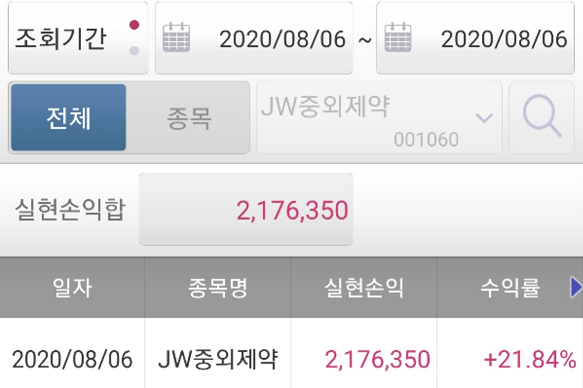 조회기간 2020/08/06 ~ 2020/08/06
전체 종목 JW중외제약
001060
실현손익합 2,176,350
일자 종목명 실현손익 수익률
2020/08/06 JW중외제약 2,176,350 +21.84%